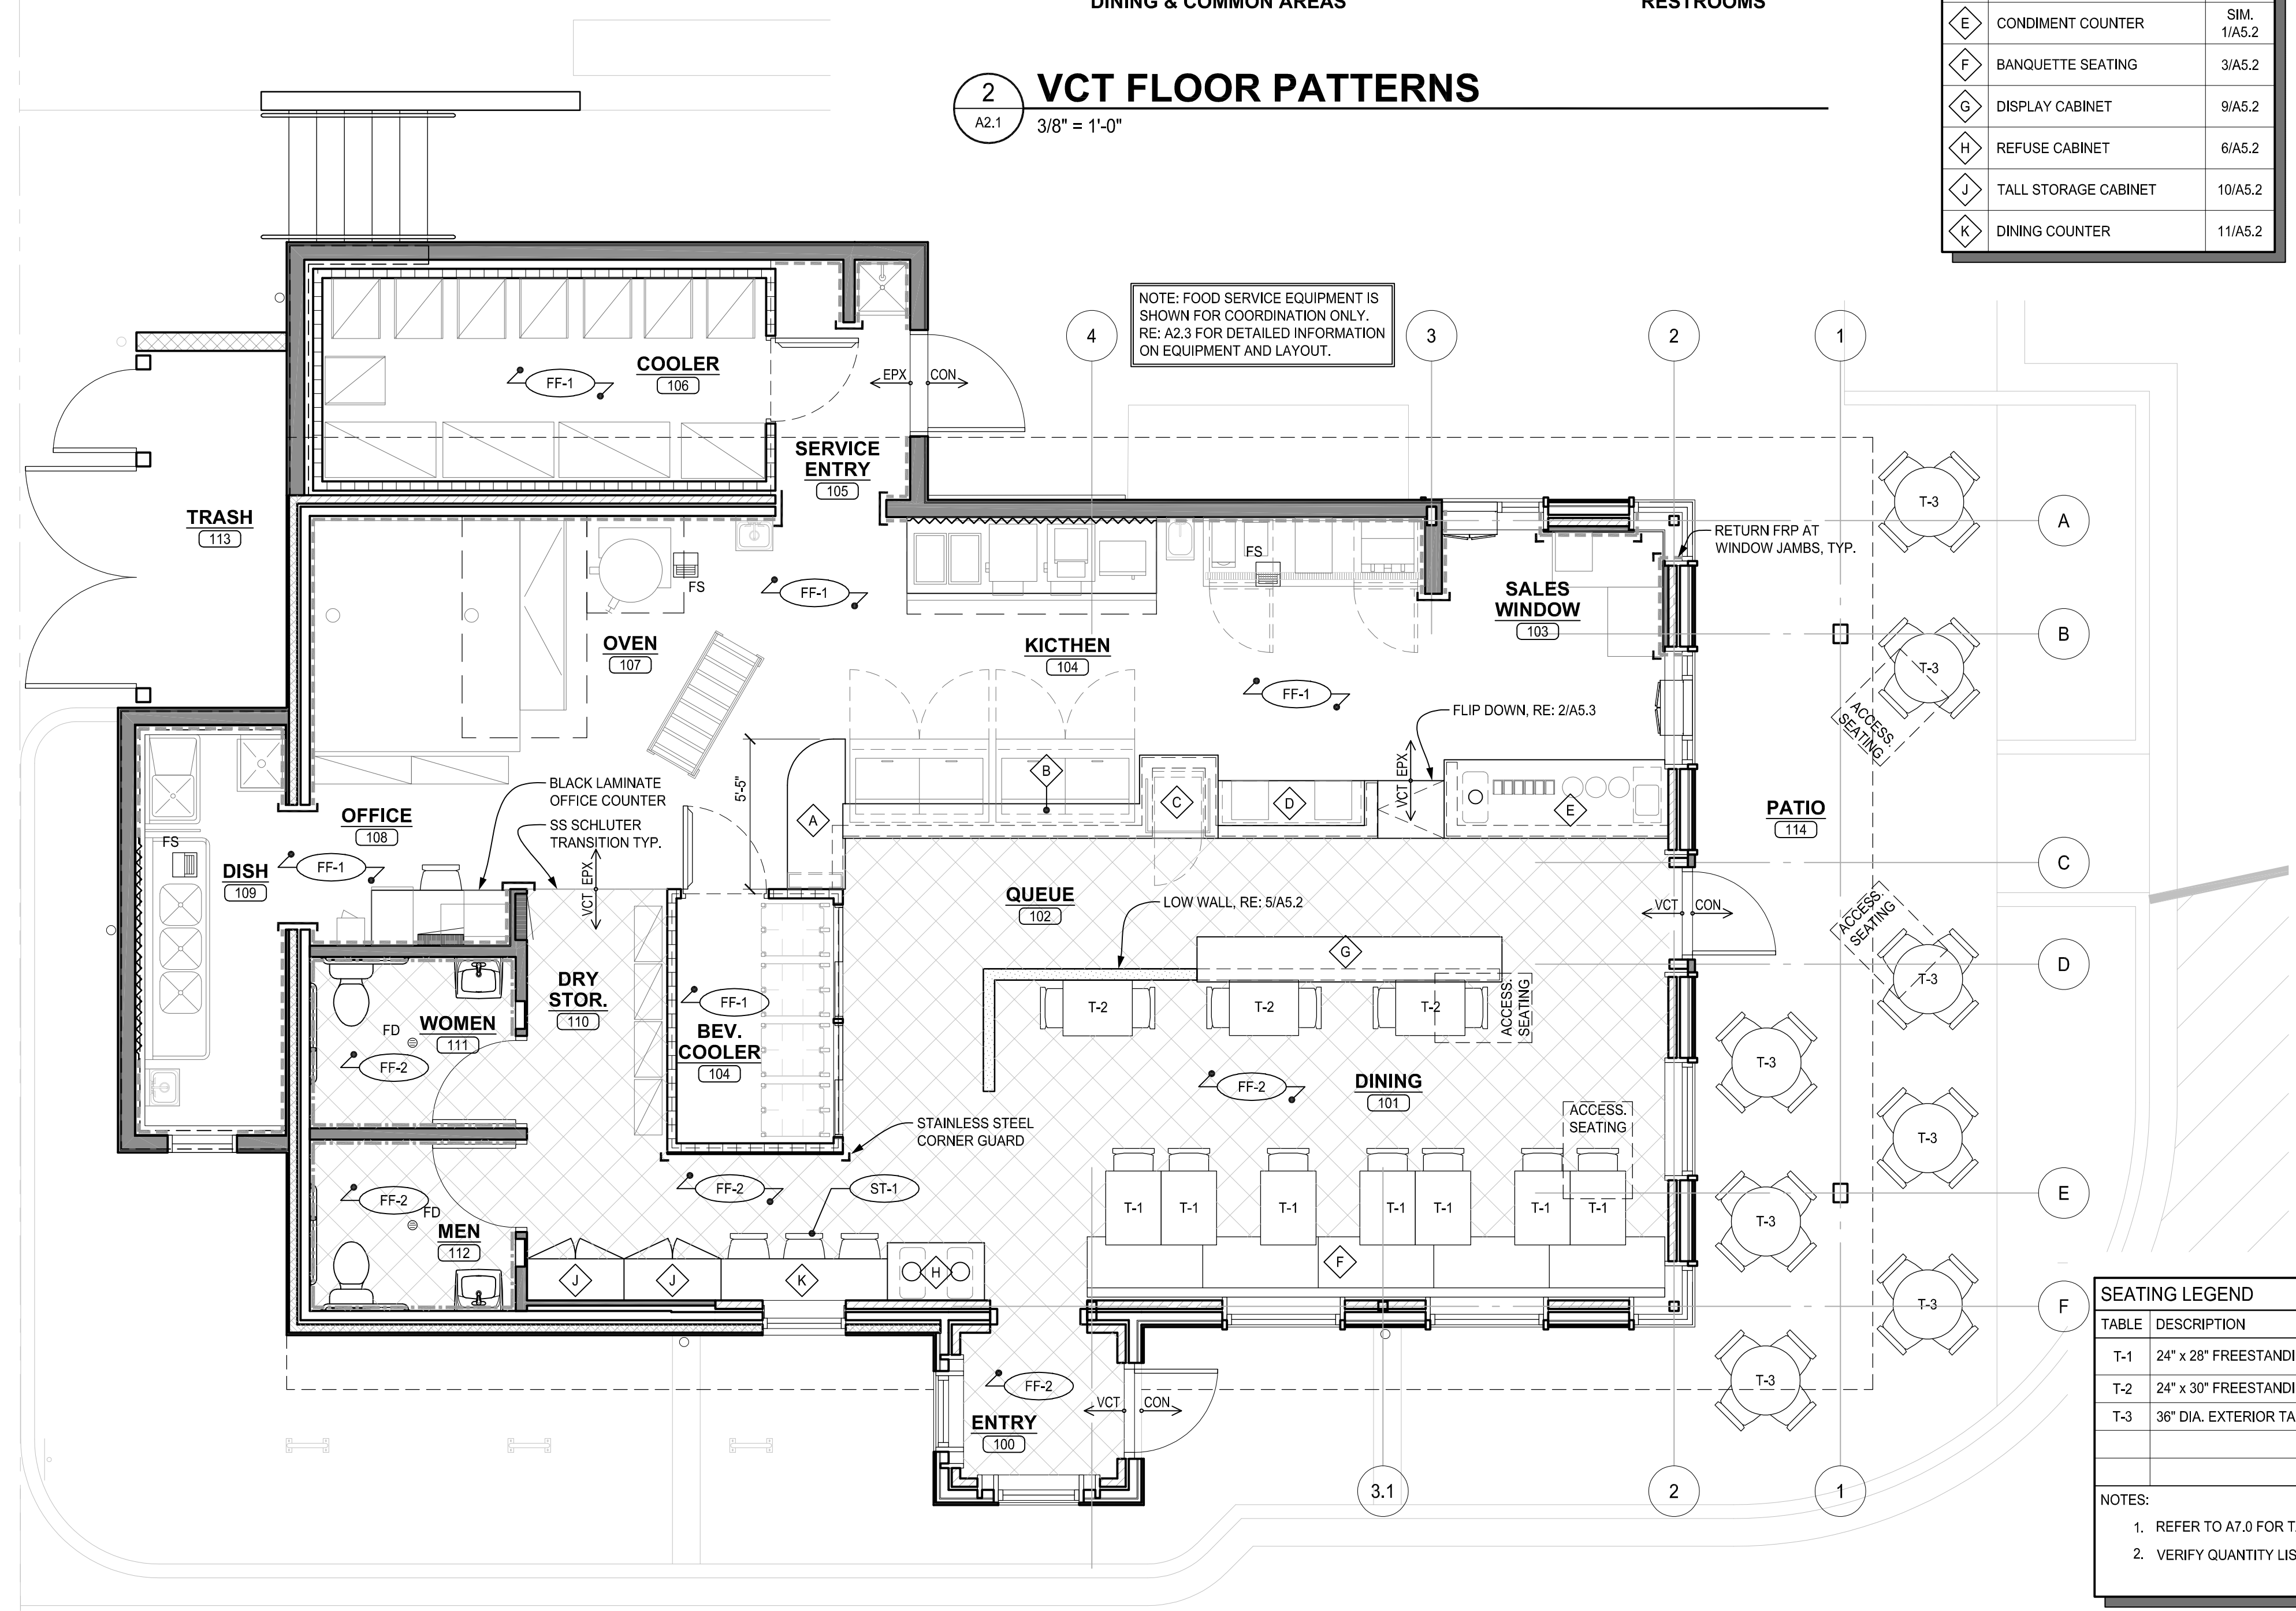 DINING & COMMON AREAS
RESTROOMS
2
A2.1
VCT FLOOR PATTERNS
3/8" = 1'-0"
E CONDIMENT COUNTER SIM. 1/A5.2
F BANQUETTE SEATING 3/A5.2
G DISPLAY CABINET 9/A5.2
H REFUSE CABINET 6/A5.2
J TALL STORAGE CABINET 10/A5.2
K DINING COUNTER 11/A5.2
NOTE: FOOD SERVICE EQUIPMENT IS
SHOWN FOR COORDINATION ONLY.
RE: A2.3 FOR DETAILED INFORMATION
ON EQUIPMENT AND LAYOUT.
4
3
2
1
COOLER
106
FF-1
EPX
CON
SERVICE
ENTRY
105
TRASH
113
T-3
A
RETURN FRP AT
WINDOW JAMBS, TYP.
FS
FS
FF-1
SALES
WINDOW
103
OVEN
107
KICTHEN
104
B
T-3
ACCESS.
SEATING
FF-1
FLIP DOWN, RE: 2/A5.3
BLACK LAMINATE
OFFICE COUNTER
5'-5"
B
VCT EPX
A
C
D
E
PATIO
114
OFFICE
108
SS SCHLUTER
TRANSITION TYP.
FS
DISH
109
FF-1
VCT EPX
C
QUEUE
102
LOW WALL, RE: 5/A5.2
VCT
CON
ACCESS.
SEATING
G
D
T-3
DRY
STOR.
110
FF-1
BEV.
COOLER
104
T-2
T-2
T-2
ACCESS.
SEATING
WOMEN
111
FD
FF-2
T-3
FF-2
DINING
101
ACCESS.
SEATING
STAINLESS STEEL
CORNER GUARD
T-3
FF-2
FD
FF-2
ST-1
E
T-1
T-1
T-1
T-1
T-1
T-1
T-1
T-3
MEN
112
J
J
K
H
F
T-3
F
T-3
FF-2
VCT
CON
ENTRY
100
3.1
2
1
SEATING LEGEND
TABLE DESCRIPTION
T-1 24" x 28" FREESTANDI
T-2 24" x 30" FREESTANDI
T-3 36" DIA. EXTERIOR TA
NOTES:
1. REFER TO A7.0 FOR T
2. VERIFY QUANTITY LIS